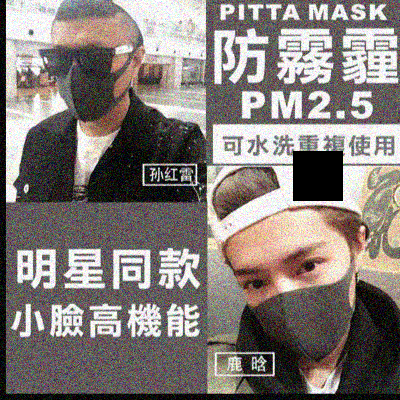 PITTA MASK
防霧霾
PM2.5
可水洗重複使用
孙红雷
明星同款
小臉高機能
鹿 晗